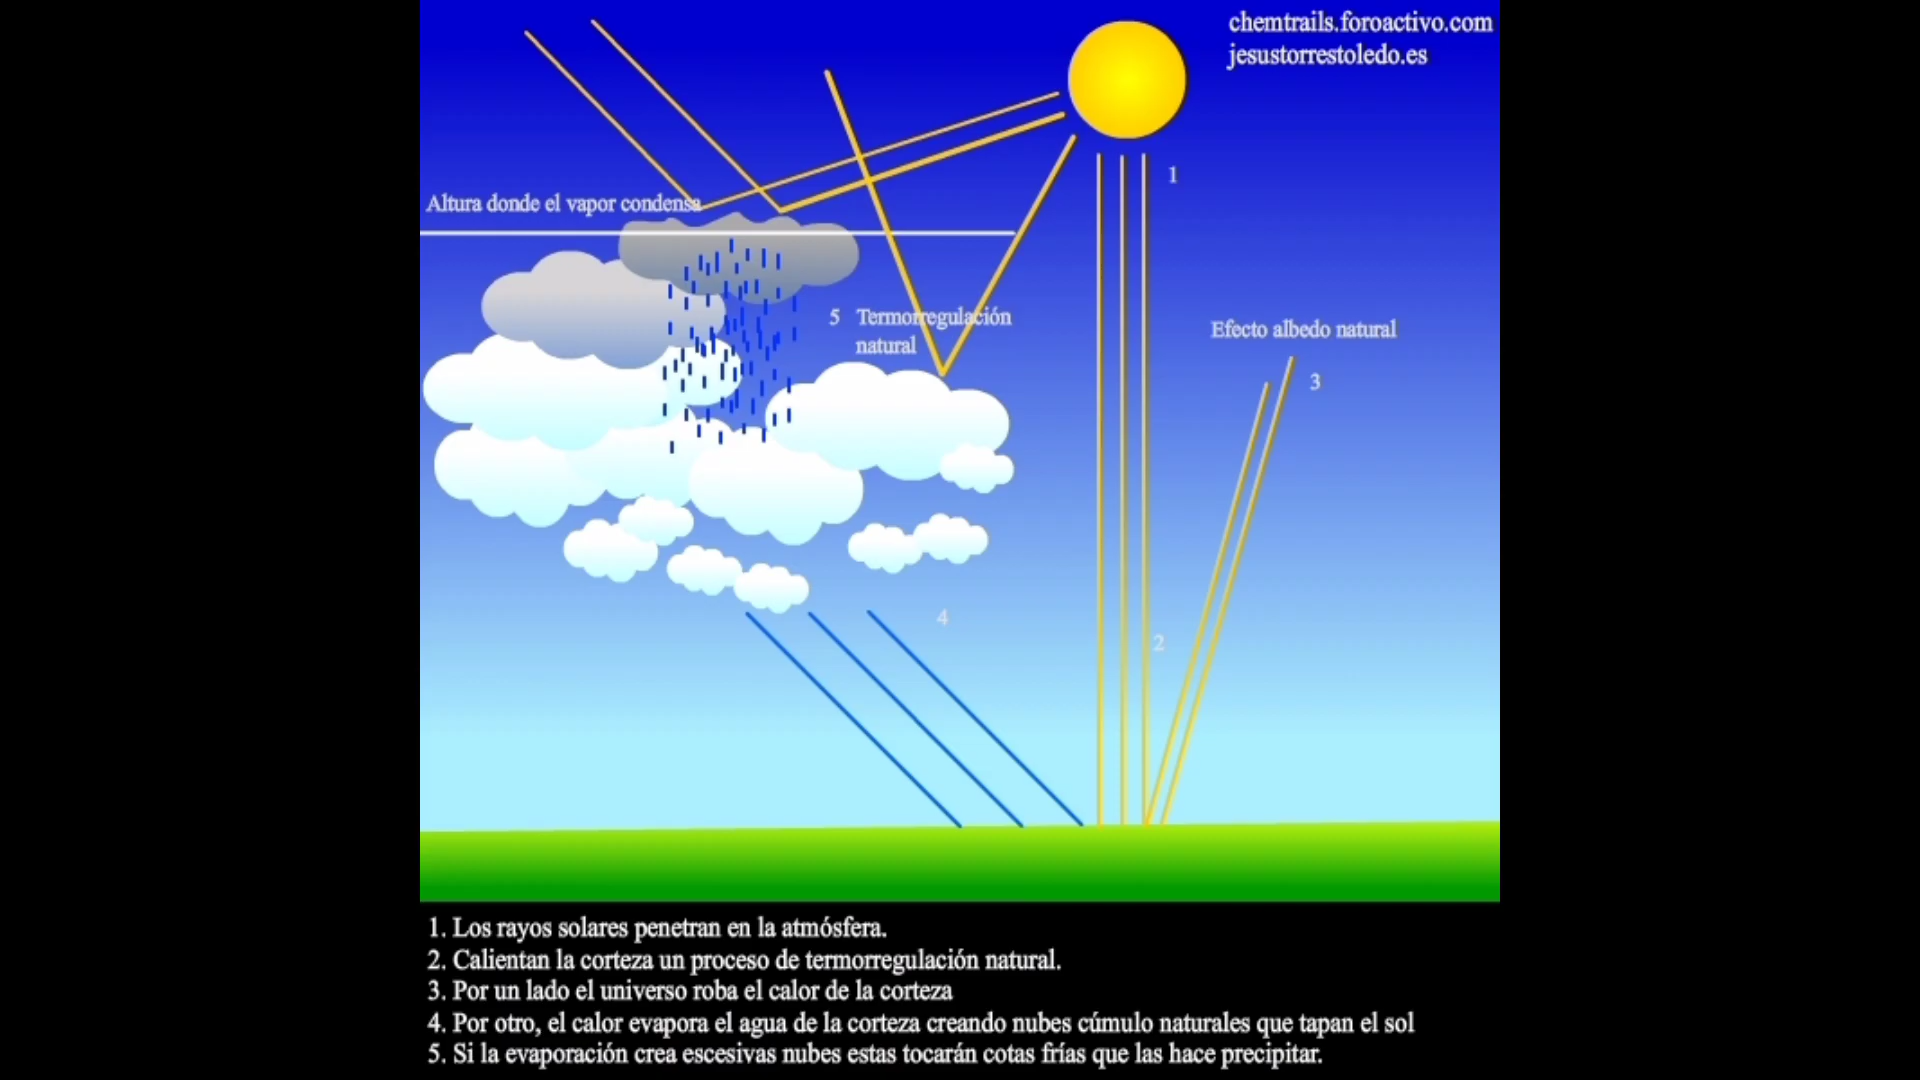 chemtrails.foroactivo.com
jesustorrestoledo.es
1
Altura donde el vapor condensa
5 Termorregulación
natural
Efecto albedo natural
3
4
2
1. Los rayos solares penetran en la atmósfera.
2. Calientan la corteza un proceso de termorregulación natural.
3. Por un lado el universo roba el calor de la corteza
4. Por otro, el calor evapora el agua de la corteza creando nubes cúmulo naturales que tapan el sol
5. Si la evaporación crea escesivas nubes estas tocarán cotas frías que las hace precipitar.